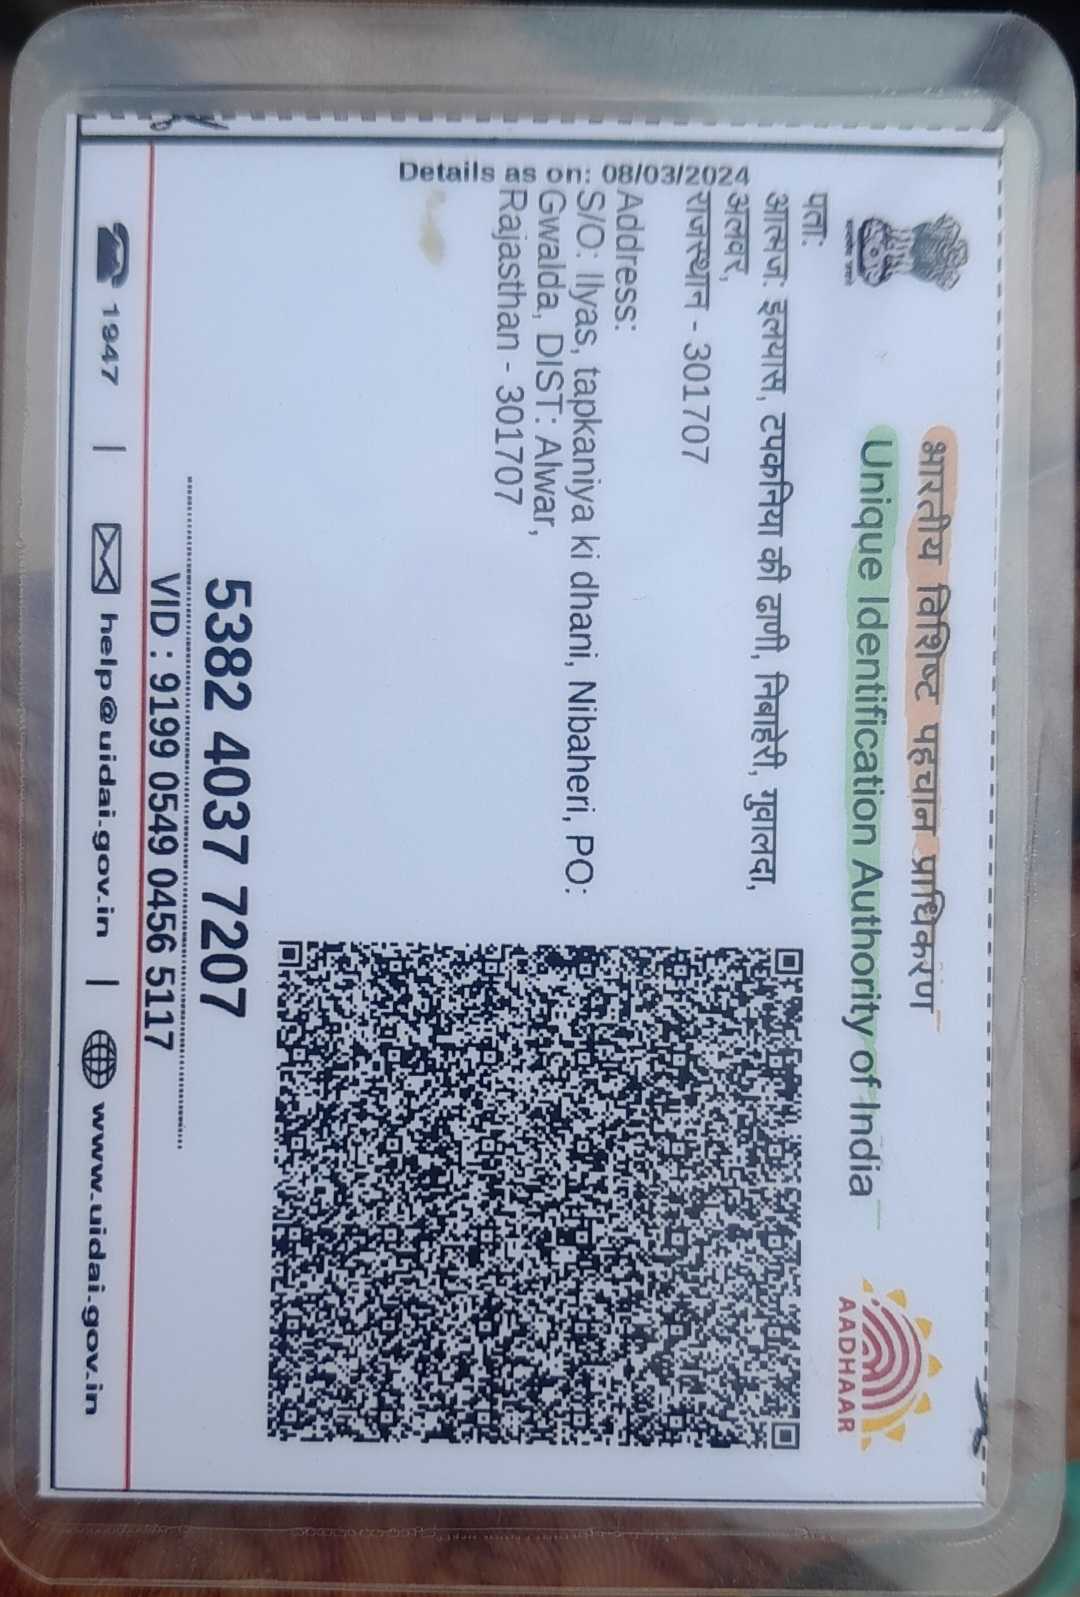 भारतीय विशिष्ट पहचान प्राधिकरण
Unique Identification Authority of India
AADHAAR
Details as on: 08/03/2024
पता:
आत्मज: इलयास, टपकनिया की ढाणी, निबाहेरी, गुवालदा,
अलवर,
राजस्थान - 301707
Address:
S/O: Ilyas, tapkaniya ki dhani, Nibaheri, PO:
Gwalda, DIST: Alwar,
Rajasthan - 301707
5382 4037 7207
VID : 9199 0549 0456 5117
1947 | help@uidai.gov.in | www.uidai.gov.in